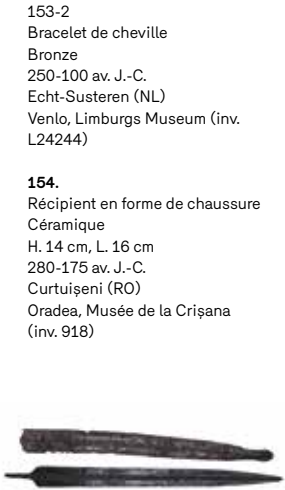 153-2
Bracelet de cheville
Bronze
250-100 av. J.-C.
Echt-Susteren (NL)
Venlo, Limburgs Museum (inv.
L24244)
154.
Récipient en forme de chaussure
Céramique
H. 14 cm, L. 16 cm
280-175 av. J.-C.
Curtuişeni (RO)
Oradea, Musée de la Crişana
(inv. 918)